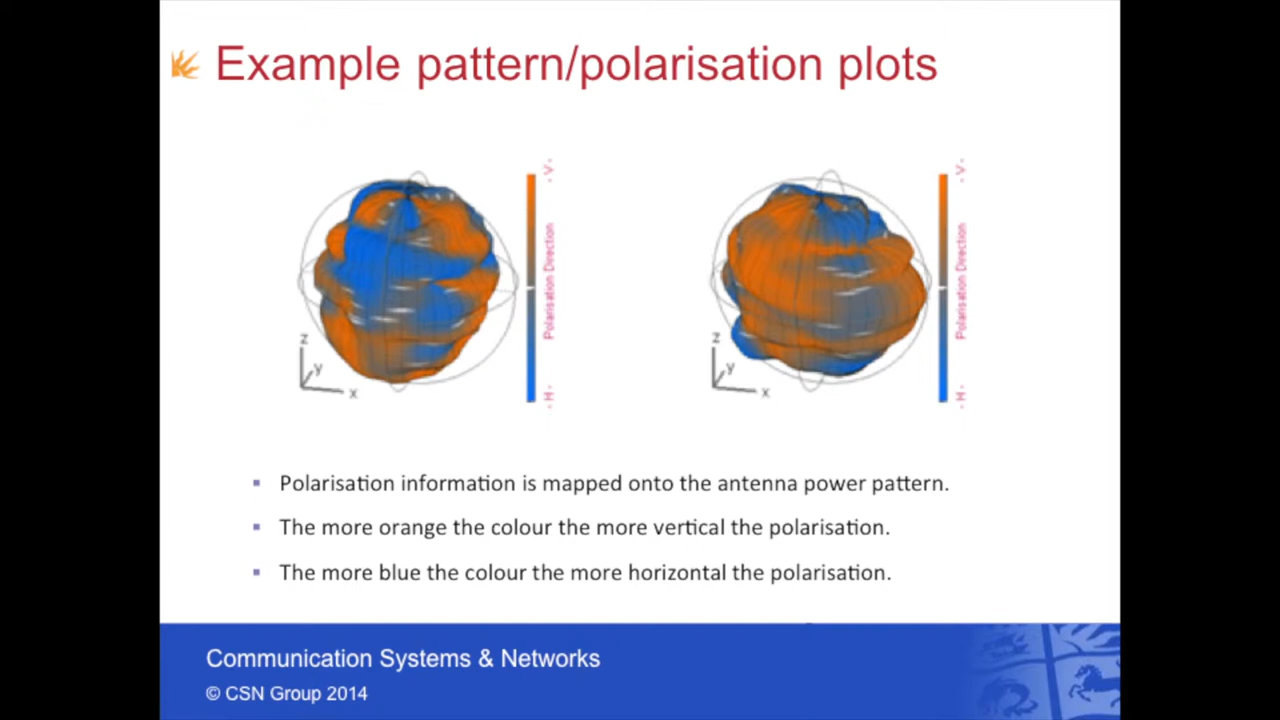 Example pattern/polarisation plots
- V -
Polarisation Direction
- H -
z
y
x
- V -
Polarisation Direction
- H -
z
y
x
▪ Polarisation information is mapped onto the antenna power pattern.
▪ The more orange the colour the more vertical the polarisation.
▪ The more blue the colour the more horizontal the polarisation.
Communication Systems & Networks
© CSN Group 2014